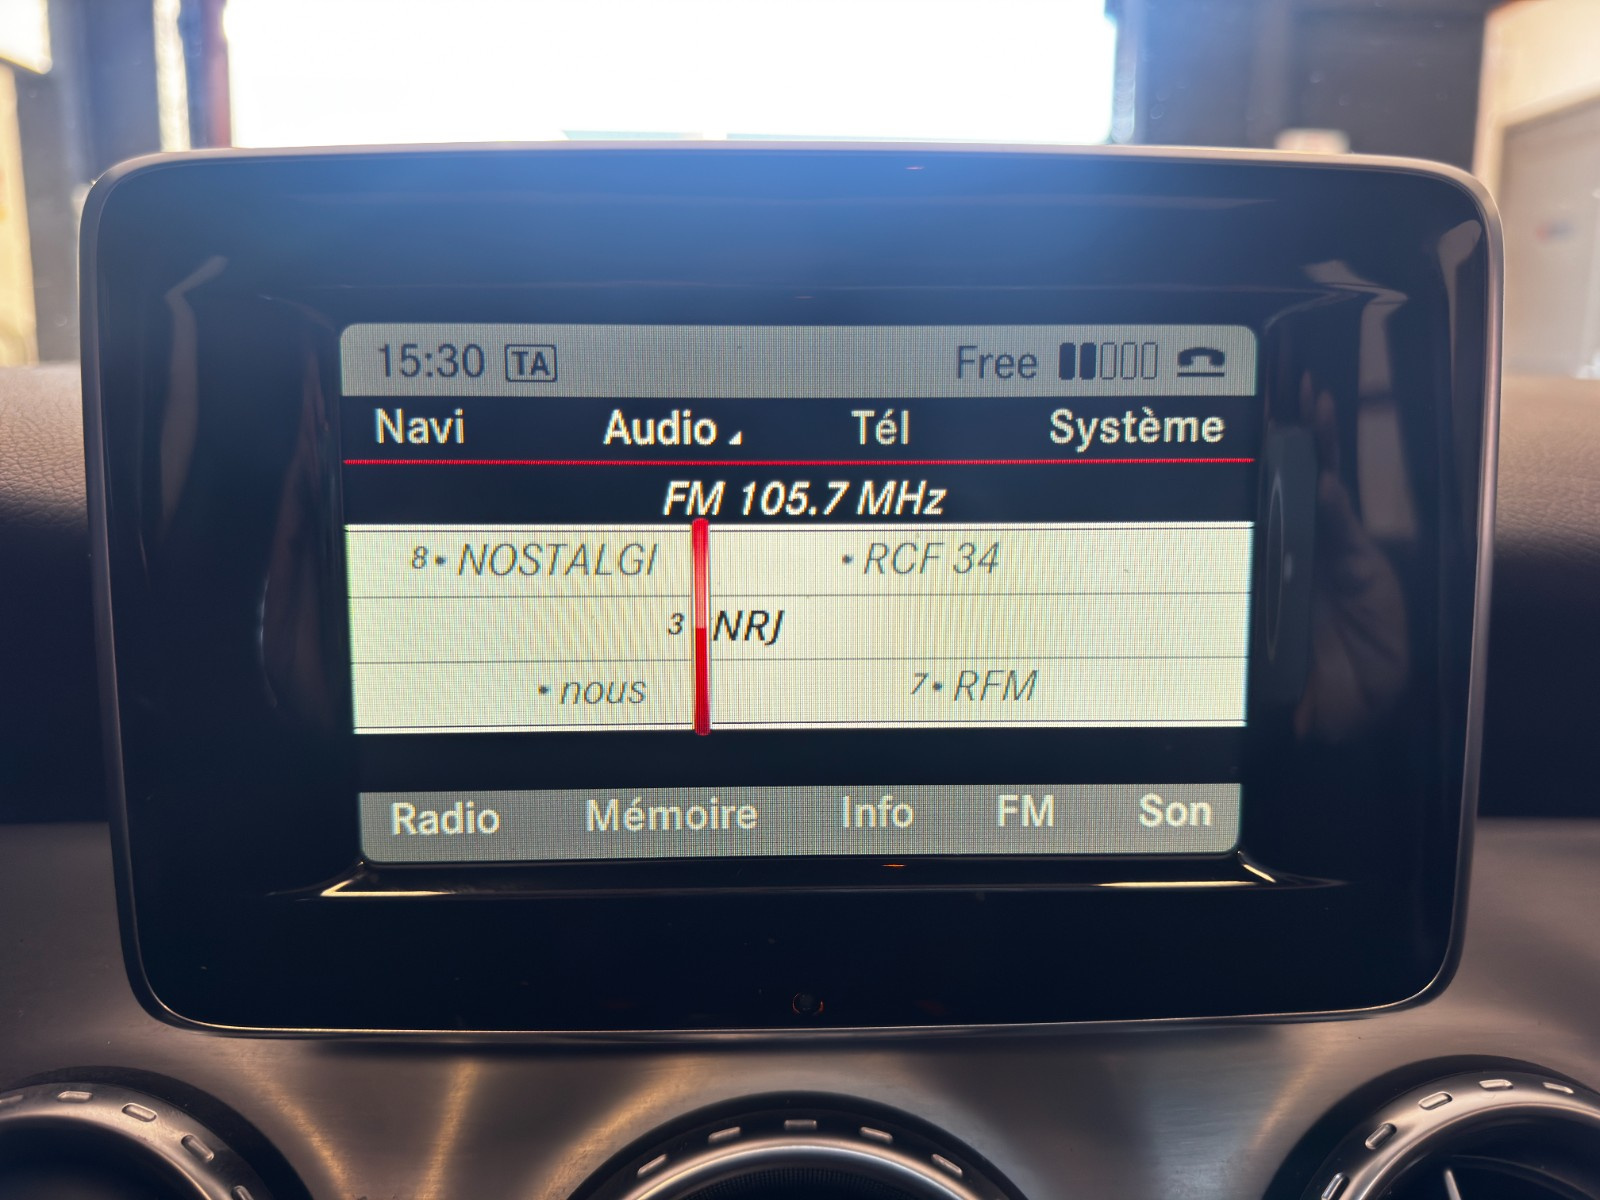 15:30 TA Free
Navi Audio Tél Système
FM 105.7 MHz
8• NOSTALGI • RCF 34
3 NRJ
• nous 7• RFM
Radio Mémoire Info FM Son